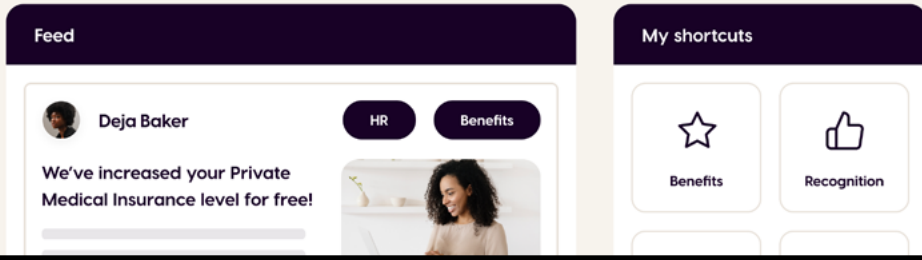 Feed
Deja Baker
HR
Benefits
We've increased your Private
Medical Insurance level for free!
My shortcuts
Benefits
Recognition